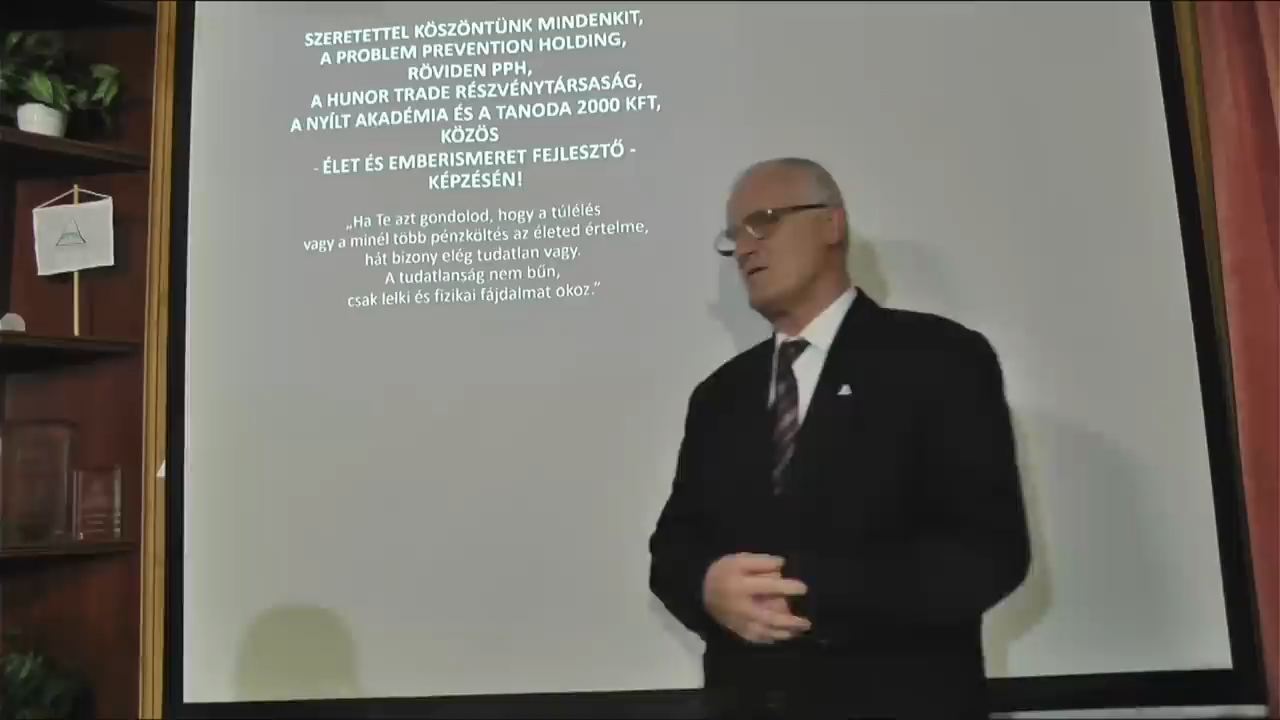 SZERETETTEL KÖSZÖNTÜNK MINDENKIT,
A PROBLEM PREVENTION HOLDING,
RÖVIDEN PPH,
A HUNOR TRADE RÉSZVÉNYTÁRSASÁG,
A NYÍLT AKADÉMIA ÉS A TANODA 2000 KFT,
KÖZÖS
- ÉLET ÉS EMBERISMERET FEJLESZTŐ -
KÉPZÉSÉN!
„Ha Te azt gondolod, hogy a túlélés
vagy a minél több pénzköltés az életed értelme,
hát bizony elég tudatlan vagy.
A tudatlanság nem bűn,
csak lelki és fizikai fájdalmat okoz.”